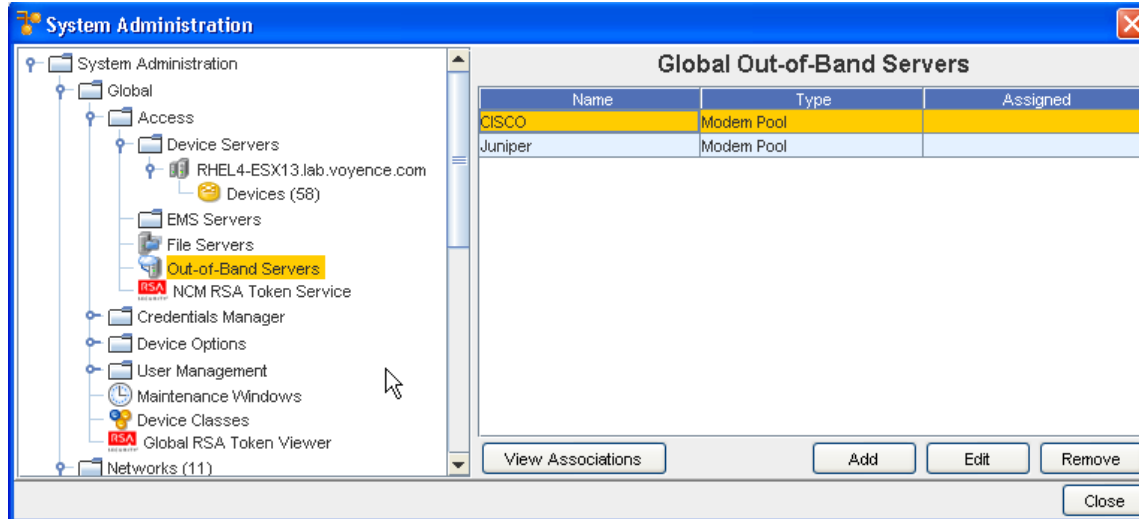 System Administration
System Administration
Global
Access
Device Servers
RHEL4-ESX13.lab.voyence.com
Devices (58)
EMS Servers
File Servers
Out-of-Band Servers
RSA NCM RSA Token Service
Credentials Manager
Device Options
User Management
Maintenance Windows
Device Classes
RSA Global RSA Token Viewer
Networks (11)
Global Out-of-Band Servers
Name Type Assigned
CISCO Modem Pool
Juniper Modem Pool
View Associations Add Edit Remove
Close